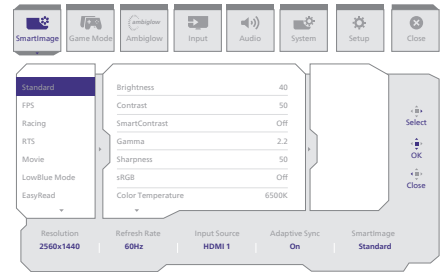 ambiglow
SmartImage Game Mode Ambiglow Input Audio System Setup Close
Standard
FPS
Racing
RTS
Movie
LowBlue Mode
EasyRead
Brightness 40
Contrast 50
SmartContrast Off
Gamma 2.2
Sharpness 50
sRGB Off
Color Temperature 6500K
Select
OK
Close
Resolution Refresh Rate Input Source Adaptive Sync SmartImage
2560x1440 60Hz HDMI 1 On Standard